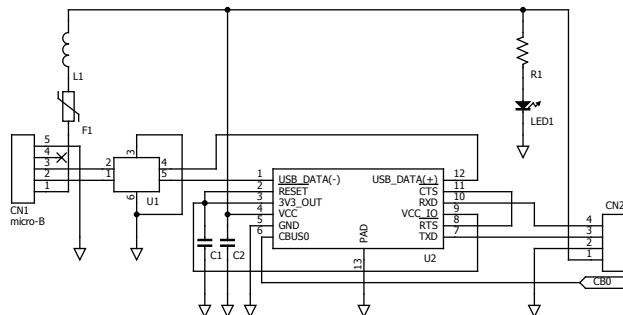 L1
R1
F1
LED1
CN1
micro-B
5
4
3
2
1
2
1
3
6
4
5
U1
1
2
3
4
5
6
USB_DATA(-)
RESET
3V3_OUT
VCC
GND
CBUS0
USB_DATA(+)
CTS
RXD
VCC_IO
RTS
TXD
12
11
10
9
8
7
PAD
13
U2
C1
C2
CN2
4
3
2
1
CB0